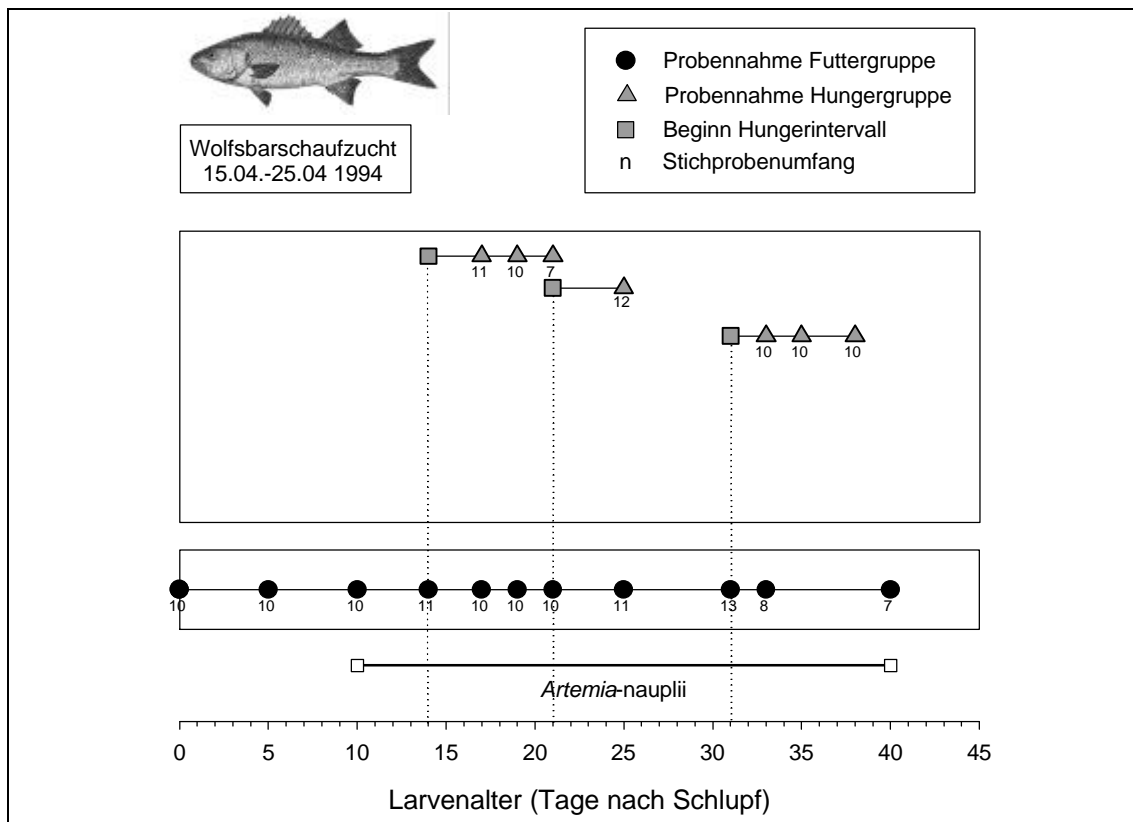 Probennahme Futtergruppe
Probennahme Hungergruppe
Beginn Hungerintervall
n Stichprobenumfang
Wolfsbarschaufzucht
15.04.-25.04 1994
11 10 7
12
10 10 10
10 10 10 11 10 10 10 11 13 8 7
Artemia-nauplii
0 5 10 15 20 25 30 35 40 45
Larvenalter (Tage nach Schlupf)